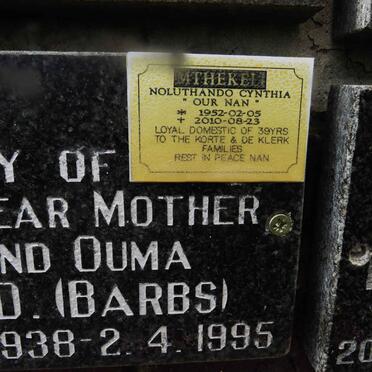 MTHEKELI
NOLUTHANDO CYNTHIA
" OUR NAN "
* 1952-02-05
+ 2010-08-23
LOYAL DOMESTIC OF 39YRS
TO THE KORTE & DE KLERK
FAMILIES
REST IN PEACE NAN
Y OF
EAR MOTHER
ND OUMA
D. (BARBS)
938-2.4.1995
20